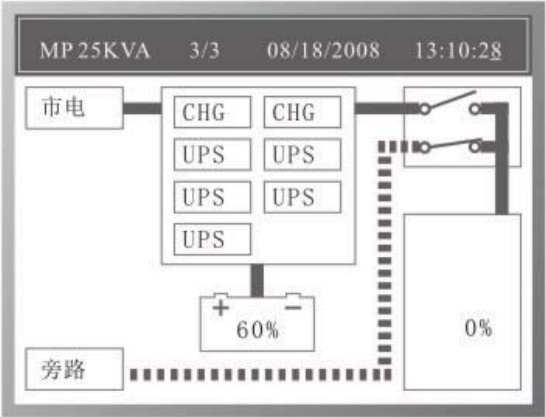 MP 25KVA 3/3 08/18/2008 13:10:28
市电
CHG CHG
UPS UPS
UPS UPS
UPS
+ −
60%
0%
旁路